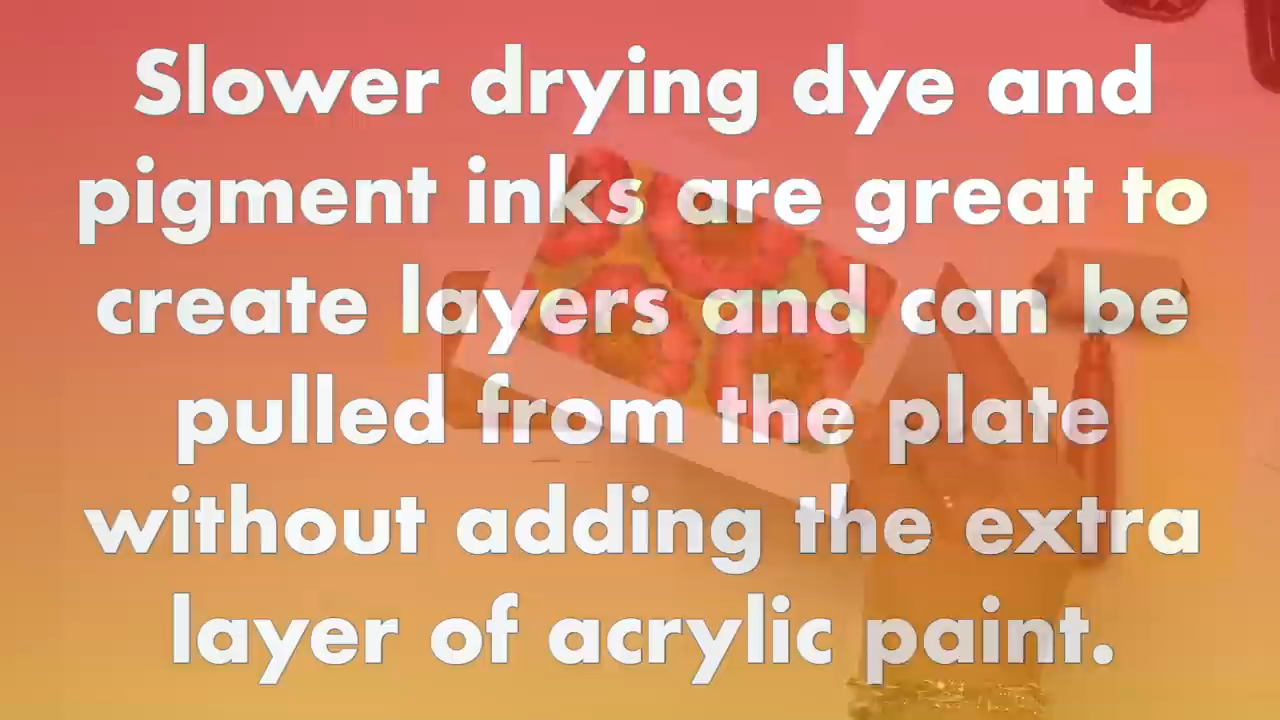 Slower drying dye and
pigment inks are great to
create layers and can be
pulled from the plate
without adding the extra
layer of acrylic paint.